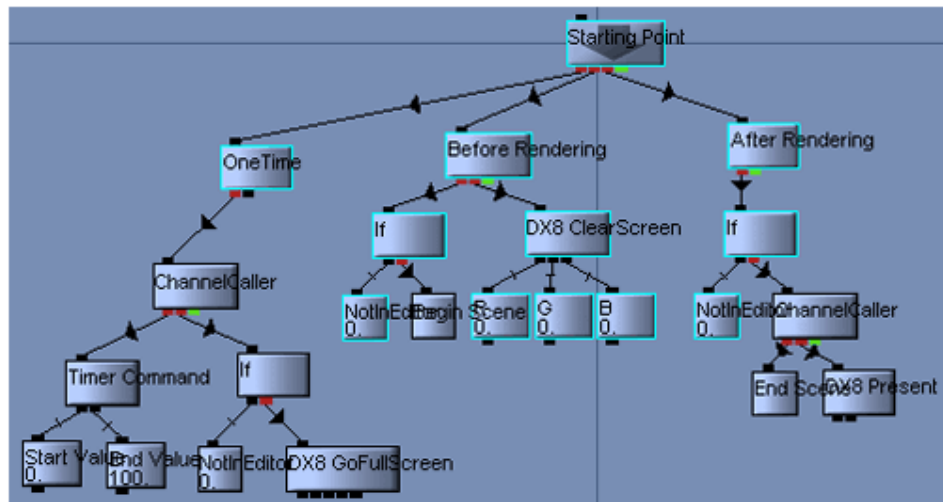 Starting Point
OneTime
Before Rendering
After Rendering
If
DX8 ClearScreen
If
ChannelCaller
NotInEditor
0.
Begin Scene
R
0.
G
0.
B
0.
NotInEditor
0.
ChannelCaller
Timer Command
If
End Scene
DX8 Present
Start Value
0.
End Value
100.
NotInEditor
0.
DX8 GoFullScreen